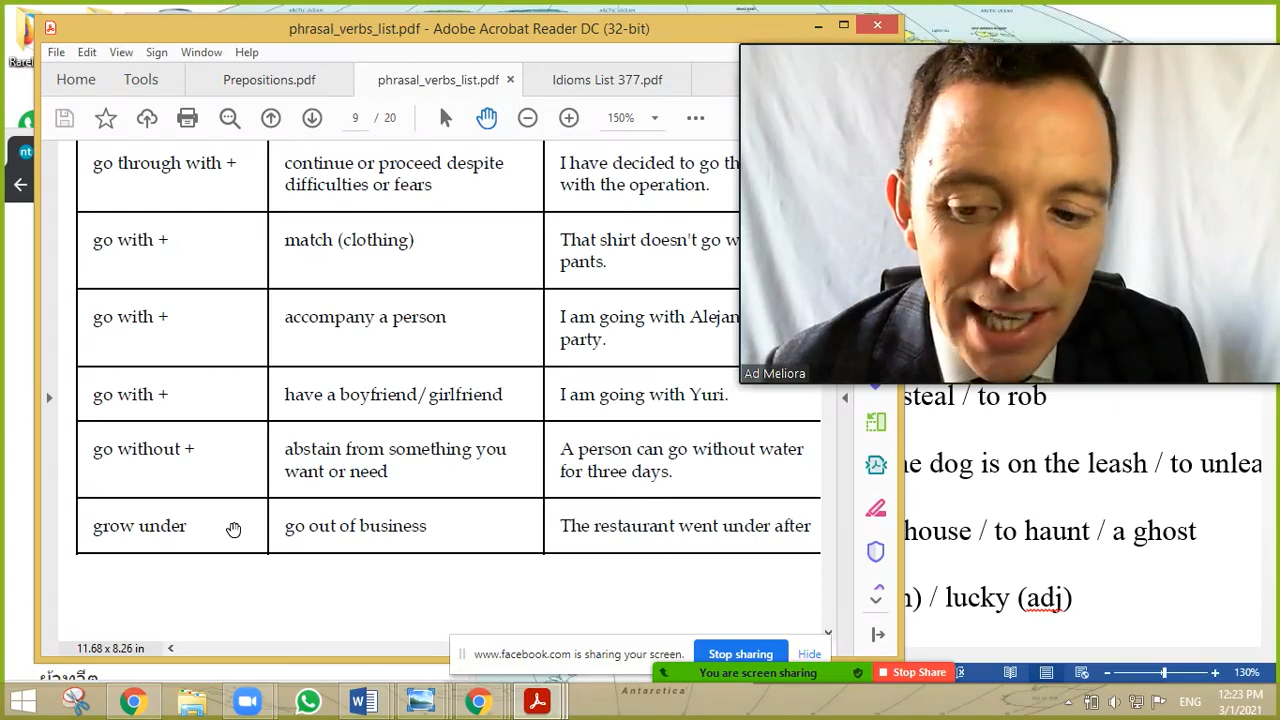 phrasal_verbs_list.pdf - Adobe Acrobat Reader DC (32-bit)
File Edit View Sign Window Help
Home Tools Prepositions.pdf phrasal_verbs_list.pdf Idioms List 377.pdf
9 / 20 150%
go through with + continue or proceed despite difficulties or fears I have decided to go
with the operation.
go with + match (clothing) That shirt doesn't go
pants.
go with + accompany a person I am going with
party.
go with + have a boyfriend/girlfriend I am going with Yuri.
go without + abstain from something you want or need A person can go without water
for three days.
grow under go out of business The restaurant went under after
11.68 x 8.26 in
Ad Meliora
steal / to rob
dog is on the leash / to
house / to haunt / a ghost
/ lucky (adj)
www.facebook.com is sharing your screen. Stop sharing Hide
You are screen sharing Stop Share
130%
Antarctica
ENG
12:23 PM
3/1/2021